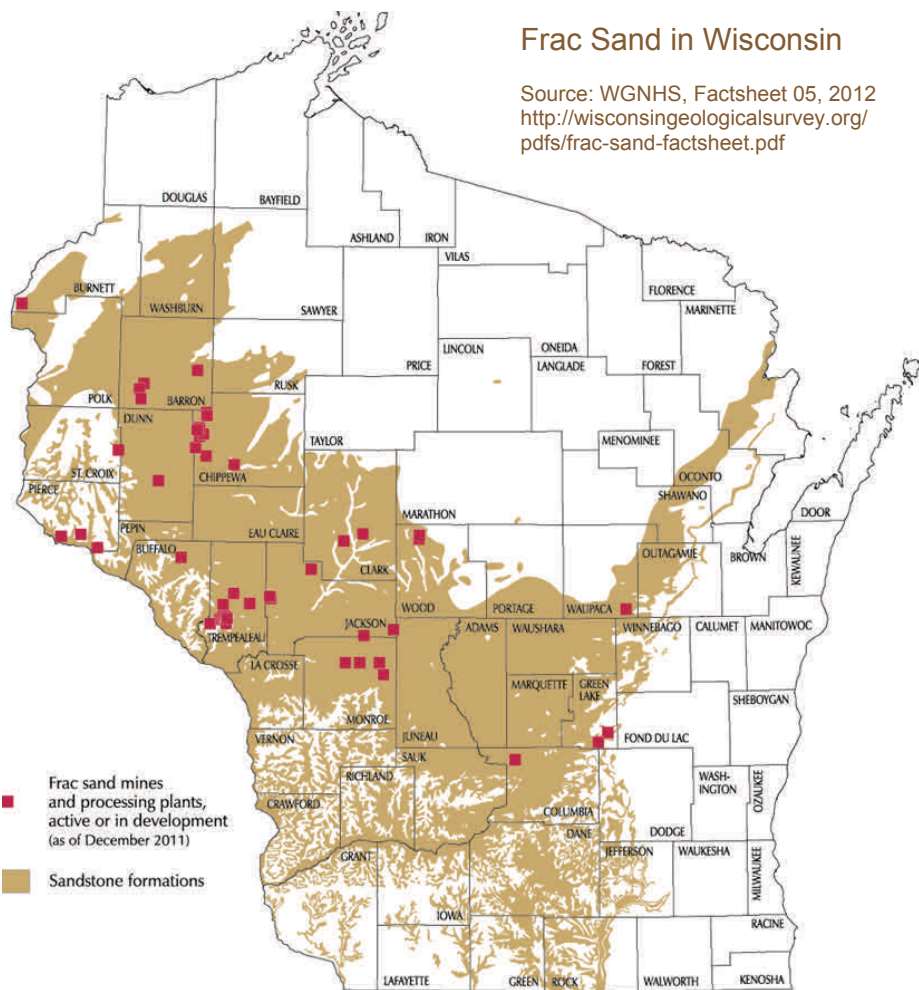 Frac Sand in Wisconsin
Source: WGNHS, Factsheet 05, 2012
http://wisconsingeologicalsurvey.org/
pdfs/frac-sand-factsheet.pdf
DOUGLAS
BAYFIELD
ASHLAND
IRON
VILAS
BURNETT
WASHBURN
SAWYER
FLORENCE
MARINETTE
PRICE
LINCOLN
ONEIDA
LANGLADE
FOREST
POLK
BARRON
RUSK
DUNN
TAYLOR
MENOMINEE
ST. CROIX
CHIPPEWA
OCONTO
PIERCE
SHAWANO
MARATHON
DOOR
PEPIN
EAU CLAIRE
BUFFALO
CLARK
OUTAGAMIE
BROWN
KEWAUNEE
WOOD
PORTAGE
WAUPACA
TREMPEALEAU
JACKSON
ADAMS
WAUSHARA
WINNEBAGO
CALUMET
MANITOWOC
LA CROSSE
MARQUETTE
GREEN
LAKE
SHEBOYGAN
MONROE
JUNEAU
FOND DU LAC
VERNON
SAUK
RICHLAND
WASH-
INGTON
OZAUKEE
CRAWFORD
COLUMBIA
DODGE
DANE
GRANT
JEFFERSON
WAUKESHA
MILWAUKEE
IOWA
RACINE
LAFAYETTE
GREEN
ROCK
WALWORTH
KENOSHA
Frac sand mines
and processing plants,
active or in development
(as of December 2011)
Sandstone formations